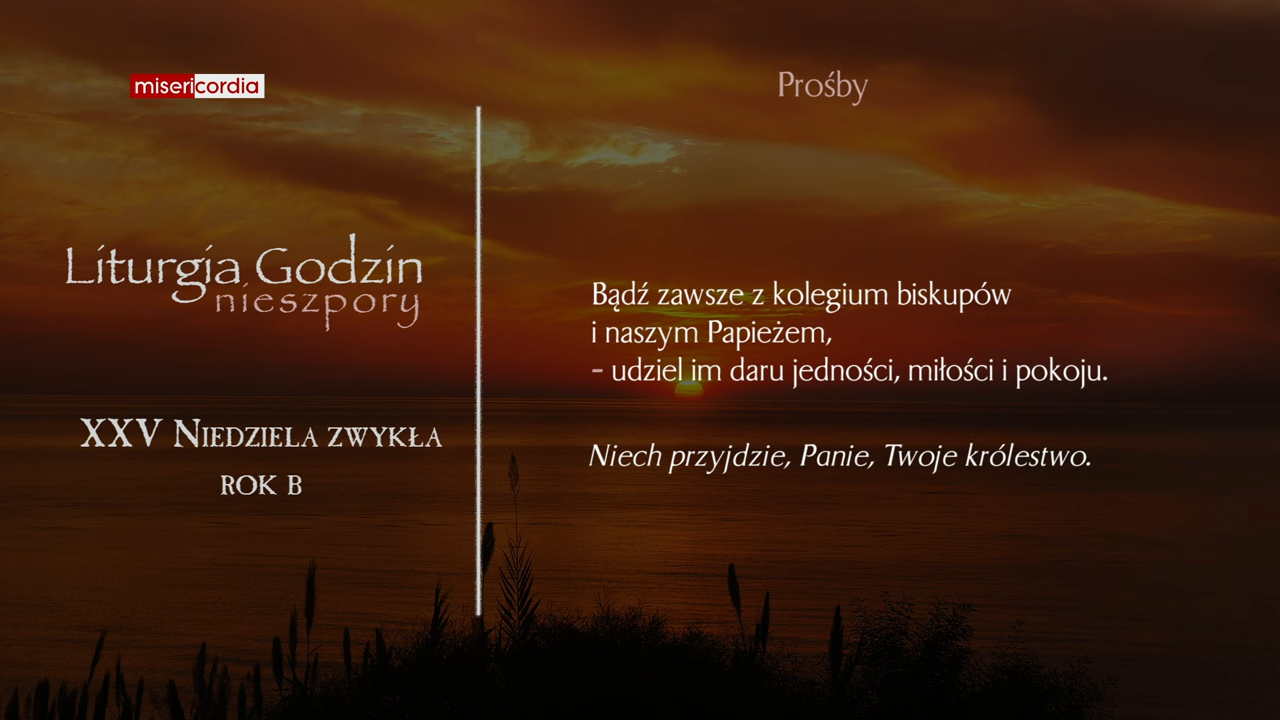 misericordia
Liturgia Godzin
nieszpory
XXV Niedziela zwykła
rok B
Prośby
Bądź zawsze z kolegium biskupów
i naszym Papieżem,
- udziel im daru jedności, miłości i pokoju.
Niech przyjdzie, Panie, Twoje królestwo.